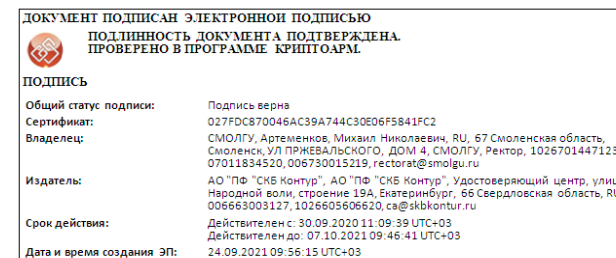 ДОКУМЕНТ ПОДПИСАН ЭЛЕКТРОННОЙ ПОДПИСЬЮ
ПОДЛИННОСТЬ ДОКУМЕНТА ПОДТВЕРЖДЕНА.
ПРОВЕРЕНО В ПРОГРАММЕ КРИПТОАРМ.
ПОДПИСЬ
Общий статус подписи: Подпись верна
Сертификат: 027FDC870046AC39A744C30E06F5841FC2
Владелец: СМОЛГУ, Артеменков, Михаил Николаевич, RU, 67 Смоленская область,
Смоленск, УЛ ПРЖЕВАЛЬСКОГО, ДОМ 4, СМОЛГУ, Ректор, 1026701447123
07011834520, 006730015219, rectorat@smolgu.ru
Издатель: АО "ПФ "СКБ Контур", АО "ПФ "СКБ Контур", Удостоверяющий центр, улиц
Народной воли, строение 19А, Екатеринбург, 66 Свердловская область, RU
006663003127, 1026605606620, ca@skbkontur.ru
Срок действия: Действителен с: 30.09.2020 11:09:39 UTC+03
Действителен до: 07.10.2021 09:46:41 UTC+03
Дата и время создания ЭП: 24.09.2021 09:56:15 UTC+03